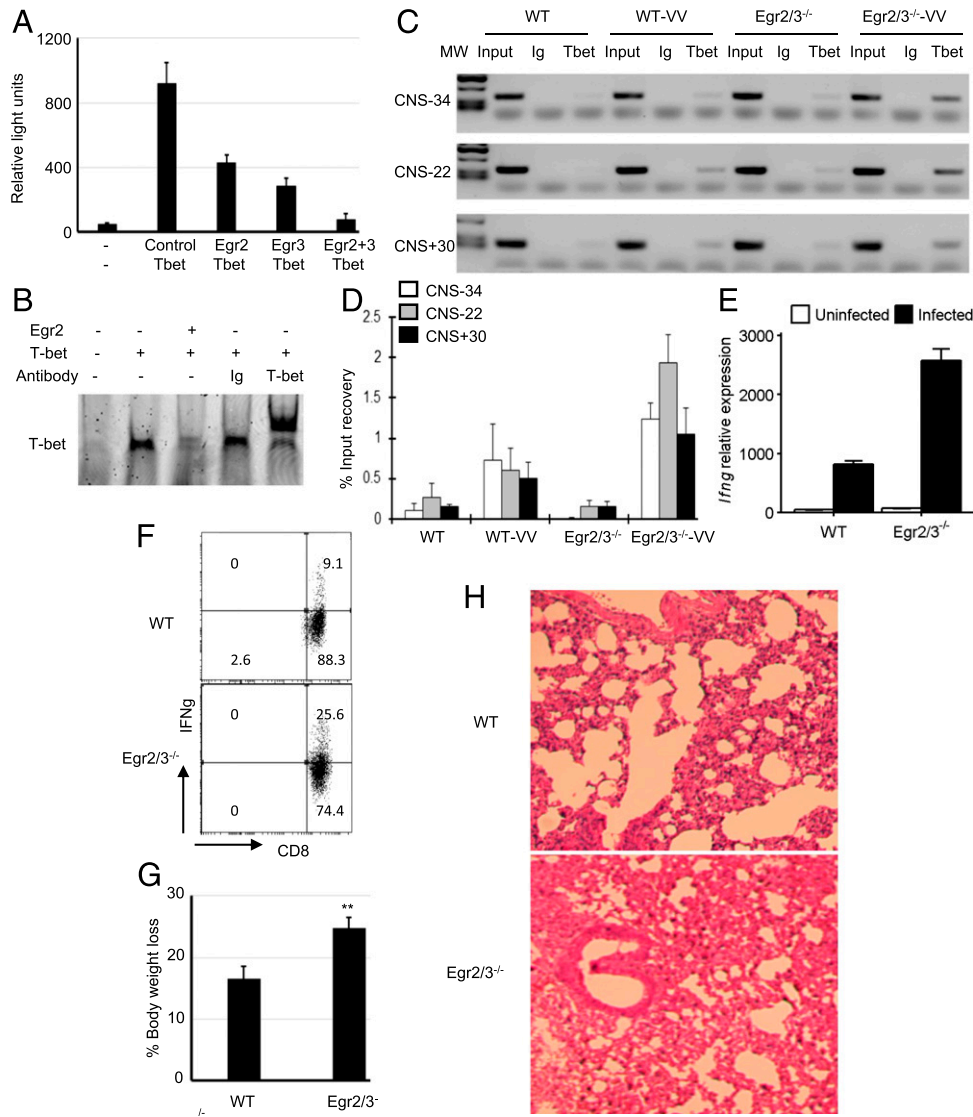 A
Relative light units
1200
800
400
0
- Control Egr2 Egr3 Egr2+3
- Tbet Tbet Tbet Tbet
B
Egr2 - - + - -
T-bet - + + + +
Antibody - - - Ig T-bet
T-bet
C
WT WT-VV Egr2/3-/- Egr2/3-/--VV
MW Input Ig Tbet Input Ig Tbet Input Ig Tbet Input Ig Tbet
CNS-34
CNS-22
CNS+30
D
CNS-34
CNS-22
CNS+30
% Input recovery
2.5
2
1.5
1
0.5
0
WT WT-VV Egr2/3-/- Egr2/3-/--VV
E
Uninfected Infected
Ifng relative expression
3000
2000
1000
0
WT Egr2/3-/-
F
WT
0 9.1
2.6 88.3
Egr2/3-/-
0 25.6
0 74.4
IFNg
CD8
G
% Body weight loss
30
20
10
0
**
WT Egr2/3-
/-
H
WT
Egr2/3-/-